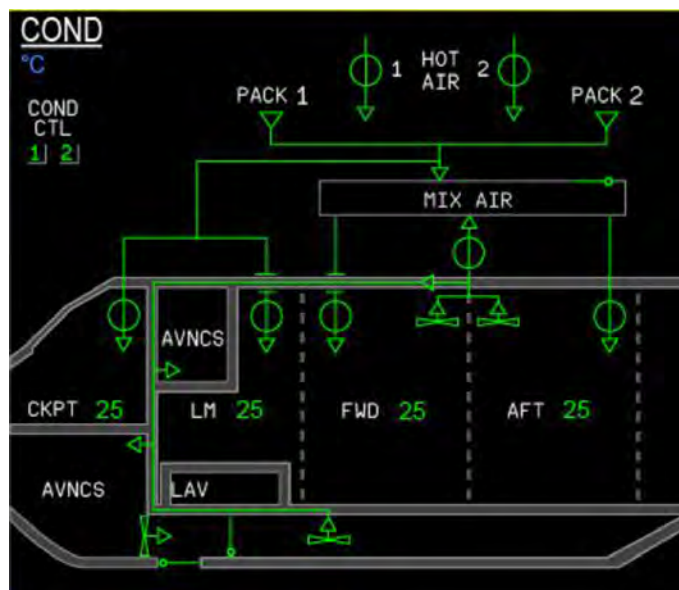 COND
°C
1 HOT AIR 2
PACK 1
PACK 2
COND
CTL
1 2
MIX AIR
AVNCS
CKPT 25
LM 25
FWD 25
AFT 25
AVNCS
LAV